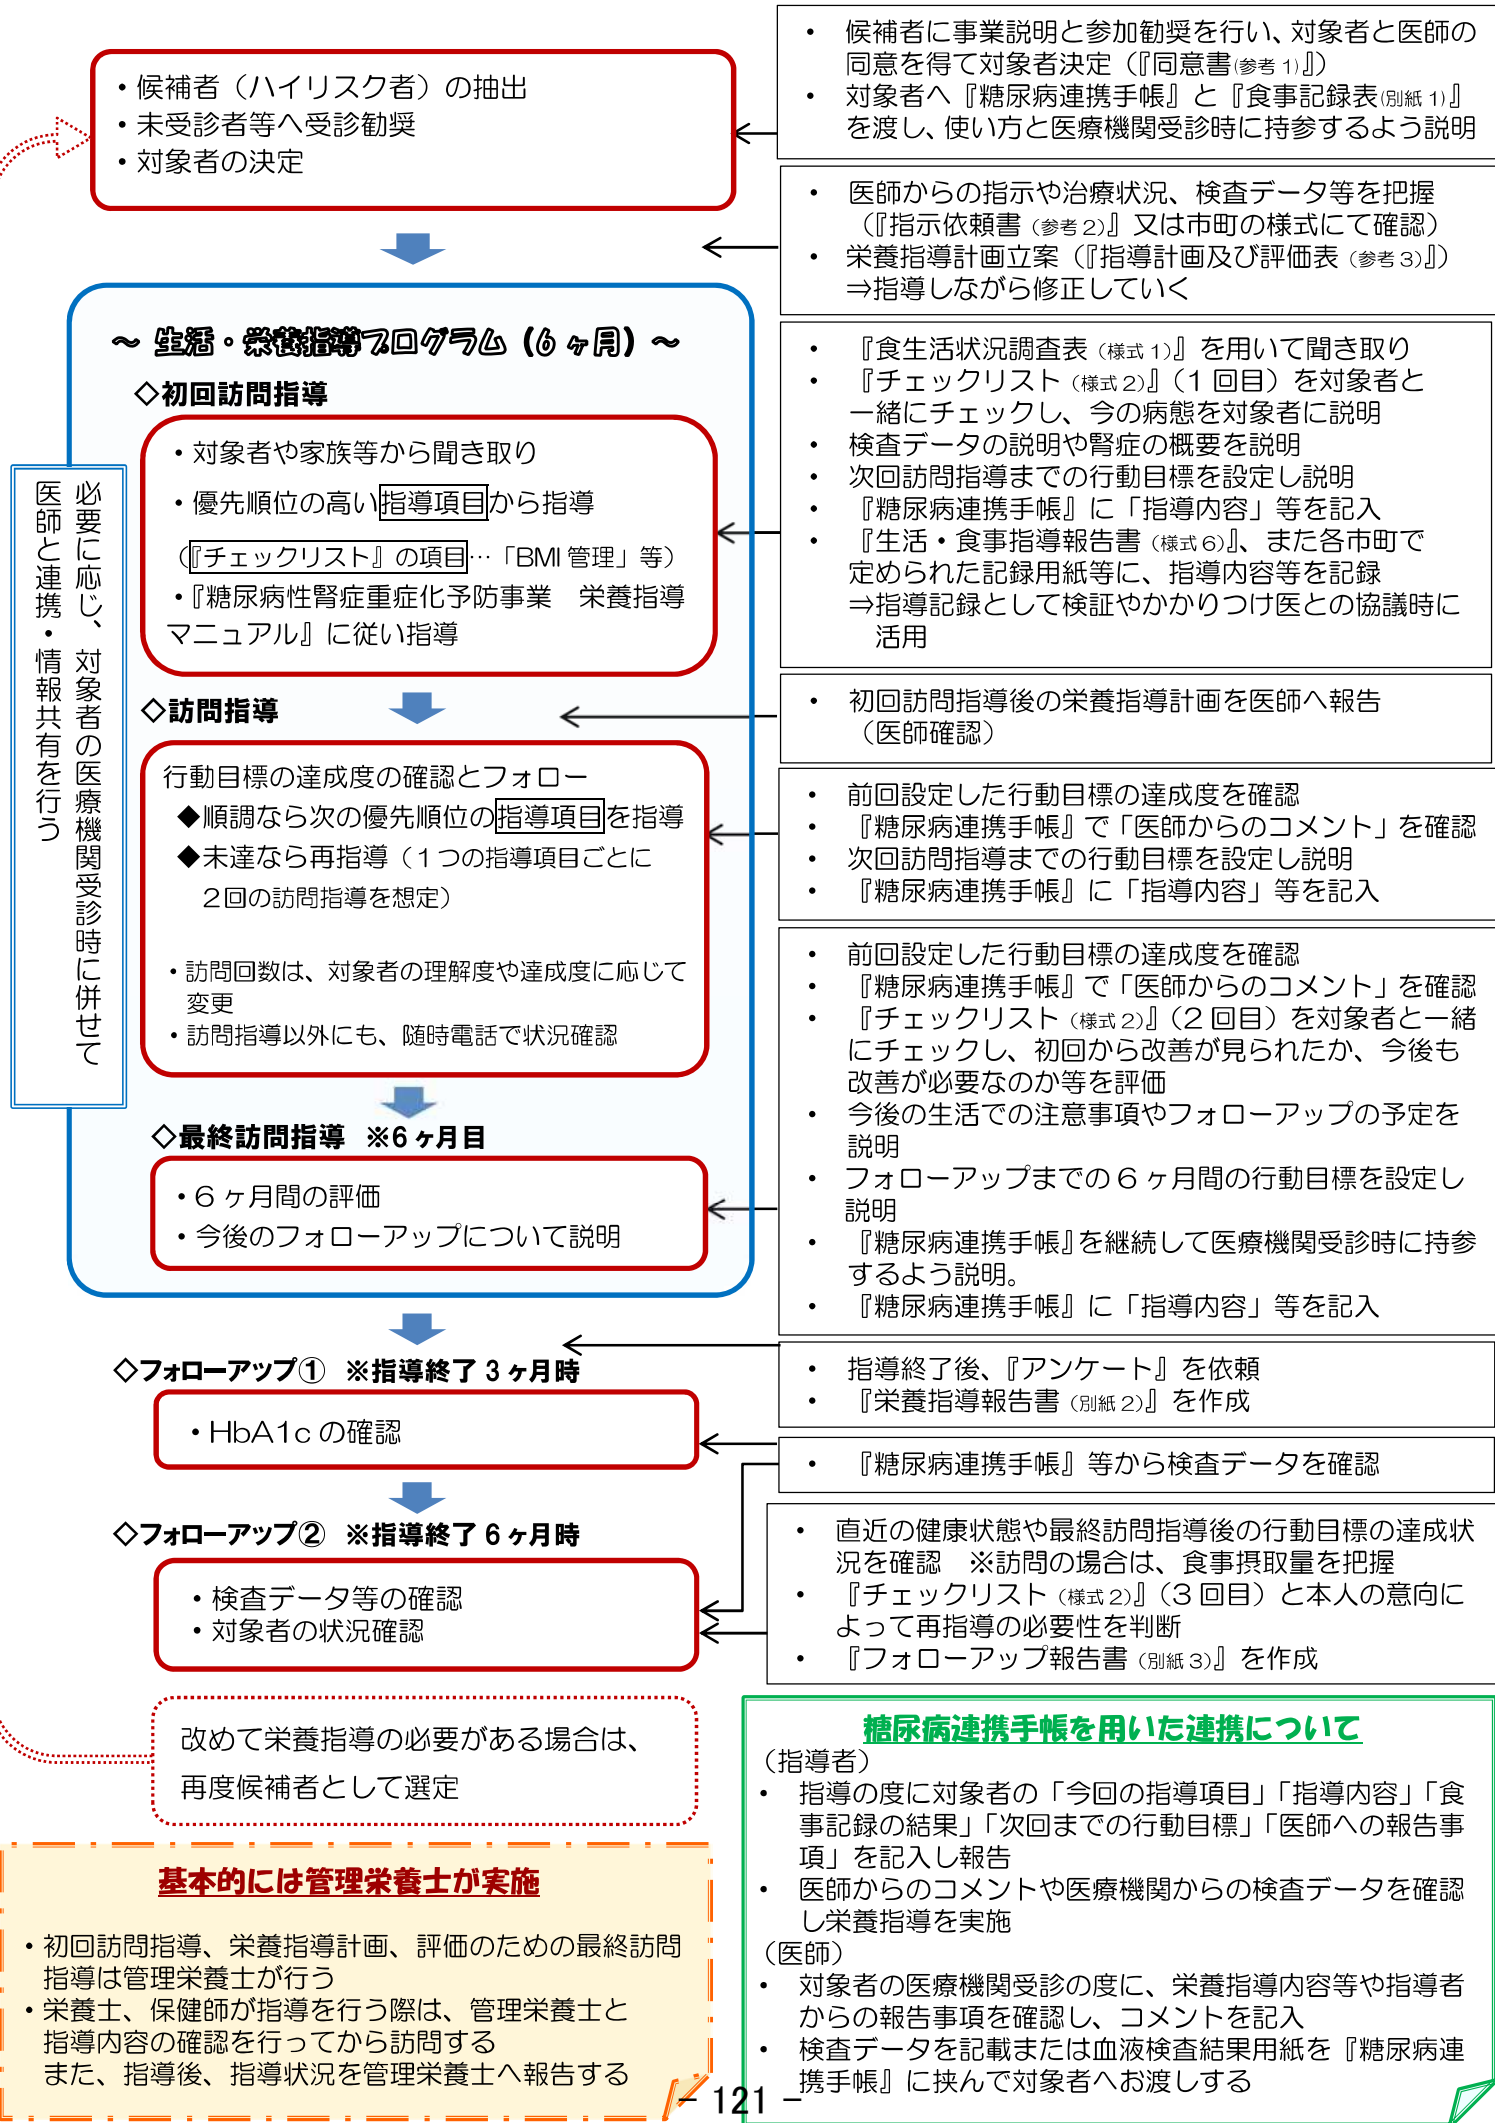 ・候補者（ハイリスク者）の抽出
・未受診者等へ受診勧奨
・対象者の決定
・ 候補者に事業説明と参加勧奨を行い、対象者と医師の
同意を得て対象者決定（『同意書(参考1)』）
・ 対象者へ『糖尿病連携手帳』と『食事記録表(別紙1)』
を渡し、使い方と医療機関受診時に持参するよう説明
・ 医師からの指示や治療状況、検査データ等を把握
（『指示依頼書（参考2）』又は市町の様式にて確認）
・ 栄養指導計画立案（『指導計画及び評価表（参考3）』）
⇒指導しながら修正していく
～ 生活・栄養指導プログラム（6ヶ月）～
◇初回訪問指導
・対象者や家族等から聞き取り
・優先順位の高い指導項目から指導
（『チェックリスト』の項目…「BMI管理」等）
・『糖尿病性腎症重症化予防事業　栄養指導
マニュアル』に従い指導
・ 『食生活状況調査表（様式1）』を用いて聞き取り
・ 『チェックリスト（様式2）』（1回目）を対象者と
一緒にチェックし、今の病態を対象者に説明
・ 検査データの説明や腎症の概要を説明
・ 次回訪問指導までの行動目標を設定し説明
・ 『糖尿病連携手帳』に「指導内容」等を記入
・ 『生活・食事指導報告書（様式6）』、また各市町で
定められた記録用紙等に、指導内容等を記録
⇒指導記録として検証やかかりつけ医との協議時に
活用
必要に応じ、対象者の医療機関受診時に併せて
医師と連携・情報共有を行う
◇訪問指導
・ 初回訪問指導後の栄養指導計画を医師へ報告
（医師確認）
行動目標の達成度の確認とフォロー
◆順調なら次の優先順位の指導項目を指導
◆未達なら再指導（1つの指導項目ごとに
2回の訪問指導を想定）
・訪問回数は、対象者の理解度や達成度に応じて
変更
・訪問指導以外にも、随時電話で状況確認
・ 前回設定した行動目標の達成度を確認
・ 『糖尿病連携手帳』で「医師からのコメント」を確認
・ 次回訪問指導までの行動目標を設定し説明
・ 『糖尿病連携手帳』に「指導内容」等を記入
◇最終訪問指導　※6ヶ月目
・6ヶ月間の評価
・今後のフォローアップについて説明
・ 前回設定した行動目標の達成度を確認
・ 『糖尿病連携手帳』で「医師からのコメント」を確認
・ 『チェックリスト（様式2）』（2回目）を対象者と一緒
にチェックし、初回から改善が見られたか、今後も
改善が必要なのか等を評価
・ 今後の生活での注意事項やフォローアップの予定を
説明
・ フォローアップまでの6ヶ月間の行動目標を設定し
説明
・ 『糖尿病連携手帳』を継続して医療機関受診時に持参
するよう説明。
・ 『糖尿病連携手帳』に「指導内容」等を記入
◇フォローアップ①　※指導終了3ヶ月時
・HbA1cの確認
・ 指導終了後、『アンケート』を依頼
・ 『栄養指導報告書（別紙2）』を作成
・ 『糖尿病連携手帳』等から検査データを確認
◇フォローアップ②　※指導終了6ヶ月時
・検査データ等の確認
・対象者の状況確認
・ 直近の健康状態や最終訪問指導後の行動目標の達成状
況を確認　※訪問の場合は、食事摂取量を把握
・ 『チェックリスト（様式2）』（3回目）と本人の意向に
よって再指導の必要性を判断
・ 『フォローアップ報告書（別紙3）』を作成
改めて栄養指導の必要がある場合は、
再度候補者として選定
基本的には管理栄養士が実施
・初回訪問指導、栄養指導計画、評価のための最終訪問
指導は管理栄養士が行う
・栄養士、保健師が指導を行う際は、管理栄養士と
指導内容の確認を行ってから訪問する
また、指導後、指導状況を管理栄養士へ報告する
糖尿病連携手帳を用いた連携について
（指導者）
・ 指導の度に対象者の「今回の指導項目」「指導内容」「食
事記録の結果」「次回までの行動目標」「医師への報告事
項」を記入し報告
・ 医師からのコメントや医療機関からの検査データを確認
し栄養指導を実施
（医師）
・ 対象者の医療機関受診の度に、栄養指導内容等や指導者
からの報告事項を確認し、コメントを記入
・ 検査データを記載または血液検査結果用紙を『糖尿病連
携手帳』に挟んで対象者へお渡しする
－ 121 －